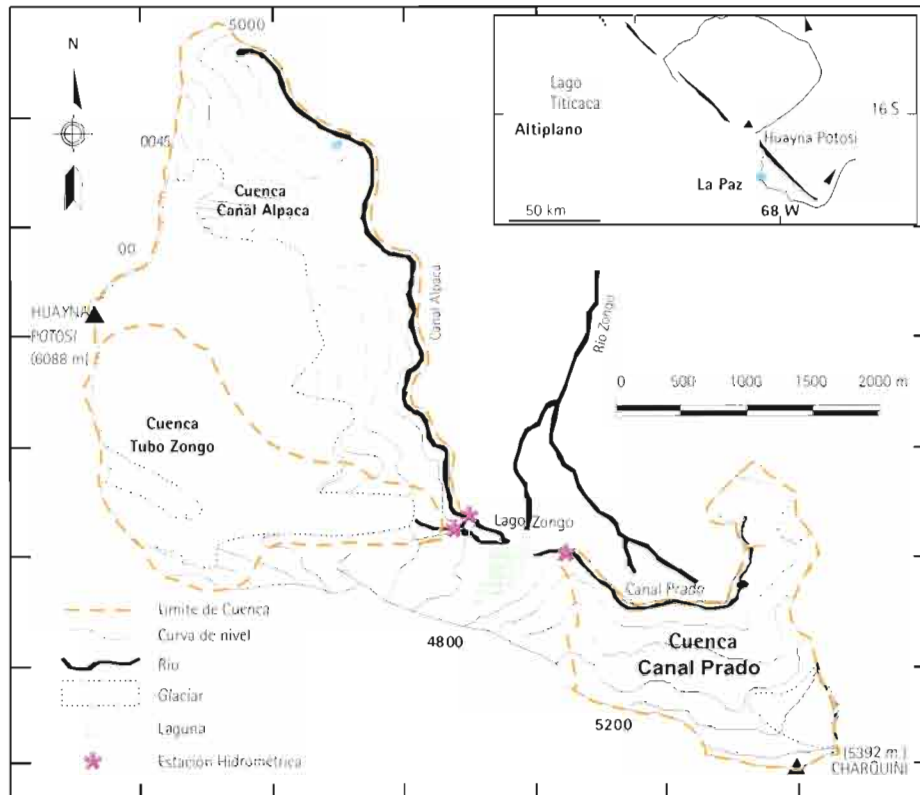 5000
N
Lago
Titicaca
Altiplano
16 S
Huayna Potosi
La Paz
68 W
50 km
0045
Cuenca
Canal Alpaca
00
HUAYNA
POTOSI
(6088 m)
Canal Alpaca
Rio Zongo
0 500 1000 1500 2000 m
Cuenca
Tubo Zongo
Lago Zongo
Canal Prado
Cuenca
Canal Prado
4800
5200
(5392 m.)
CHARQUINI
Limite de Cuenca
Curva de nivel
Rio
Glaciar
Laguna
Estación Hidrométrica